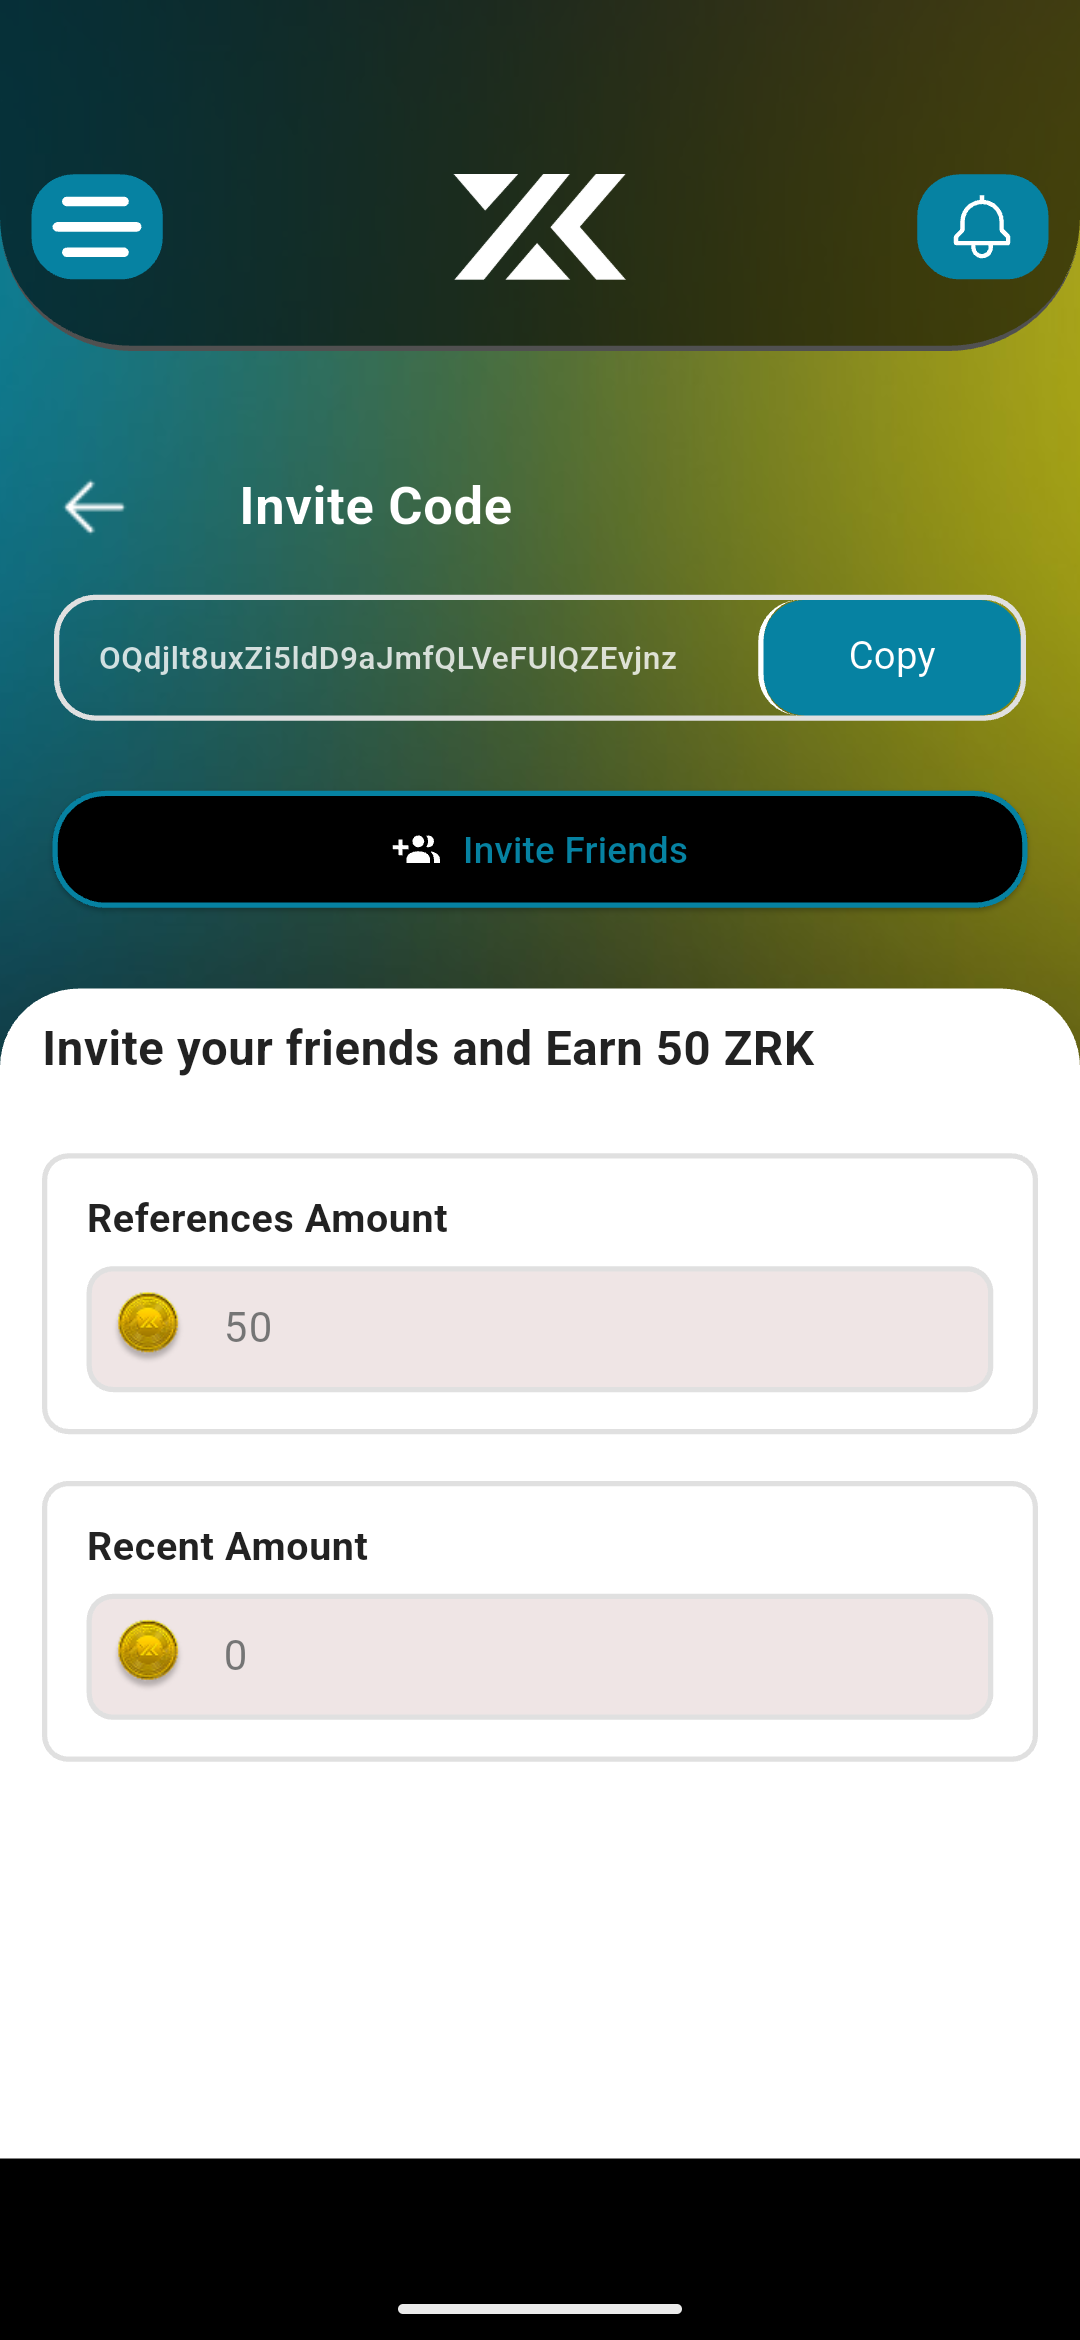 Invite Code
OQdjlt8uxZi5ldD9aJmfQLVeFUlQZEvjnz
Copy
Invite Friends
Invite your friends and Earn 50 ZRK
References Amount
50
Recent Amount
0